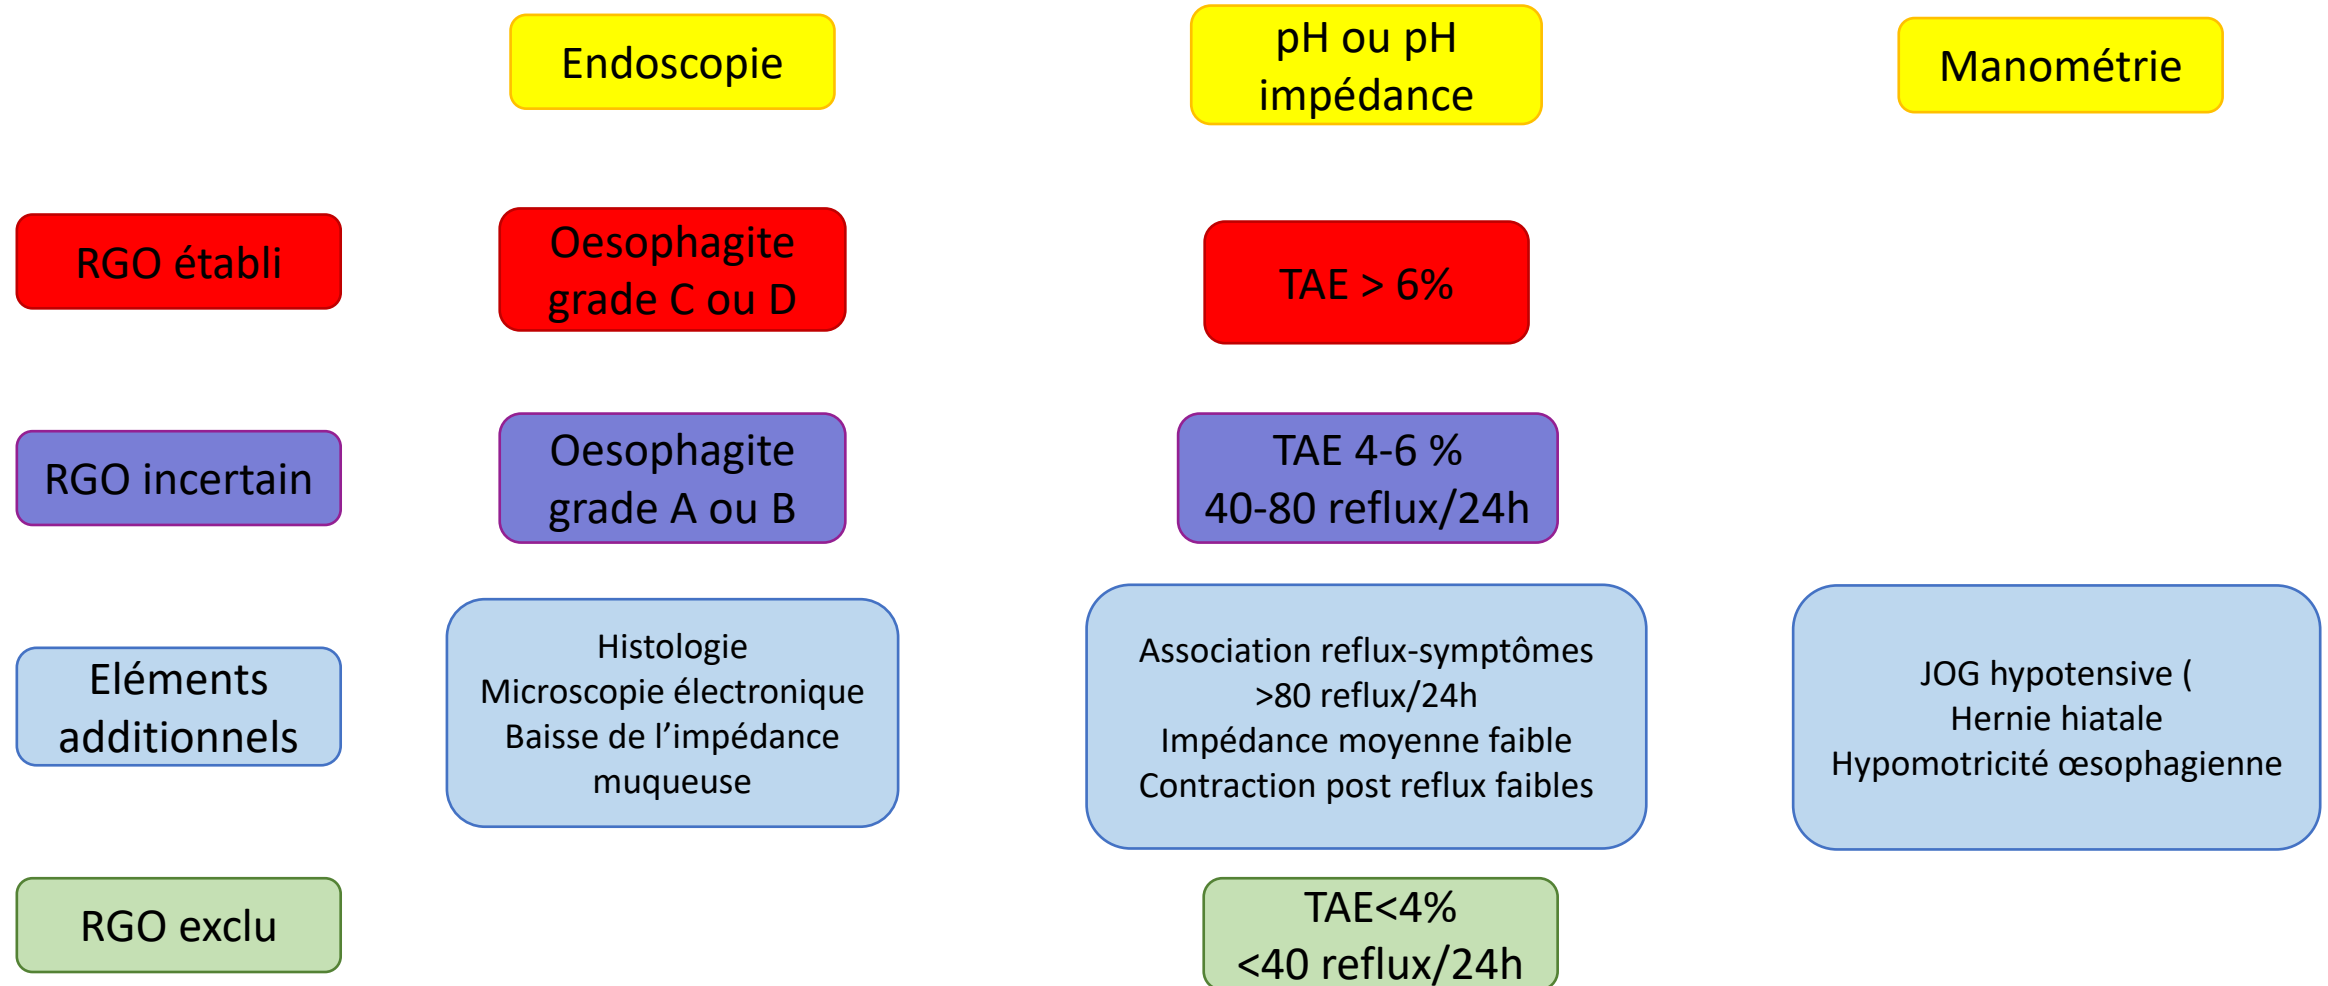 Endoscopie
pH ou pH
impédance
Manométrie
RGO établi
Oesophagite
grade C ou D
TAE > 6%
RGO incertain
Oesophagite
grade A ou B
TAE 4-6 %
40-80 reflux/24h
Eléments
additionnels
Histologie
Microscopie électronique
Baisse de l’impédance
muqueuse
Association reflux-symptômes
>80 reflux/24h
Impédance moyenne faible
Contraction post reflux faibles
JOG hypotensive (
Hernie hiatale
Hypomotricité œsophagienne
RGO exclu
TAE<4%
<40 reflux/24h